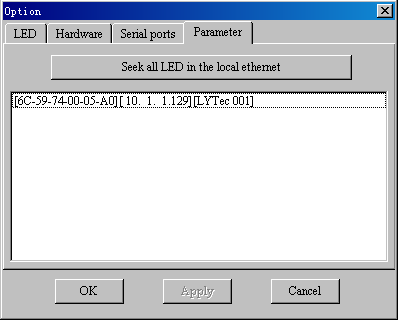 Option
LED Hardware Serial ports Parameter
Seek all LED in the local ethernet
[6C-59-74-00-05-A0][ 10. 1. 1.129][LYTec 001]
OK Apply Cancel